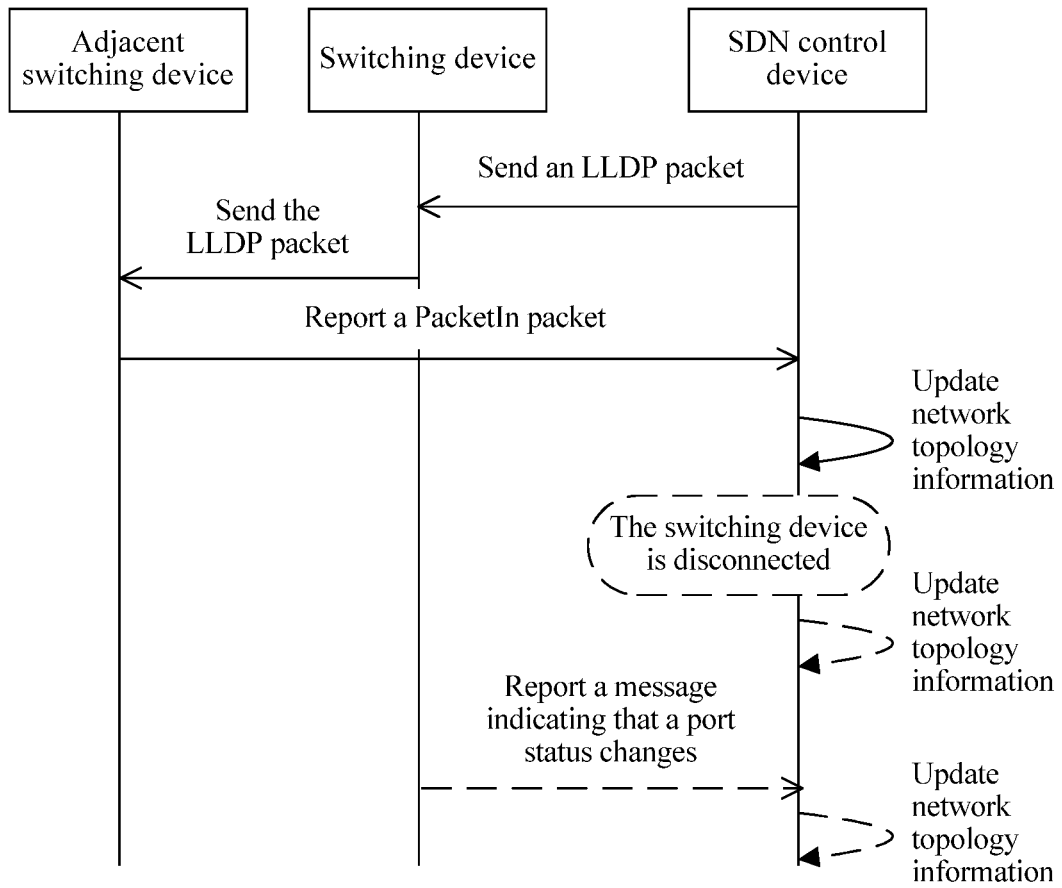 Adjacent
switching device
Switching device
SDN control
device
Send an LLDP packet
Send the
LLDP packet
Report a PacketIn packet
Update
network
topology
information
The switching device
is disconnected
Update
network
topology
information
Report a message
indicating that a port
status changes
Update
network
topology
information